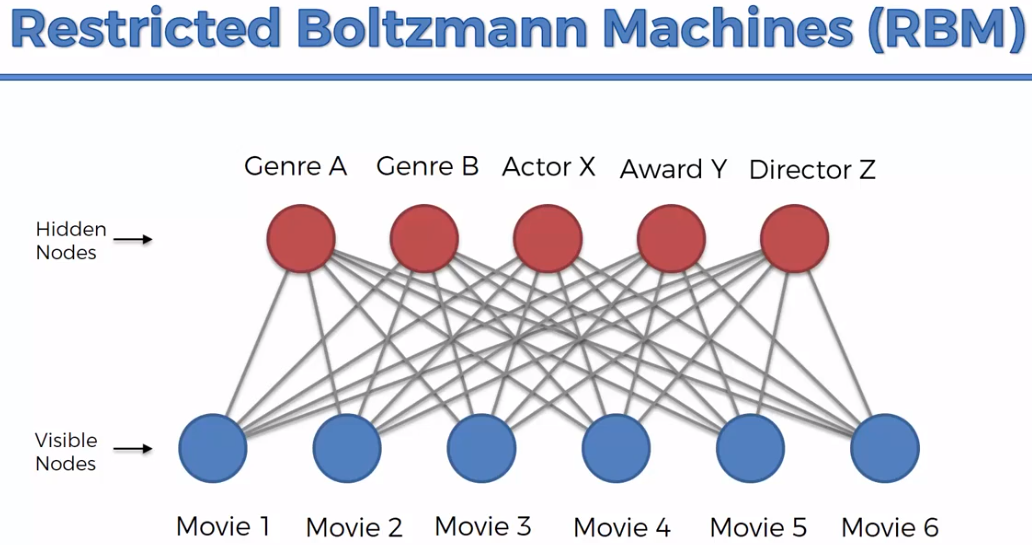 Restricted Boltzmann Machines (RBM)
Genre A Genre B Actor X Award Y Director Z
Hidden
Nodes
Visible
Nodes
Movie 1 Movie 2 Movie 3 Movie 4 Movie 5 Movie 6